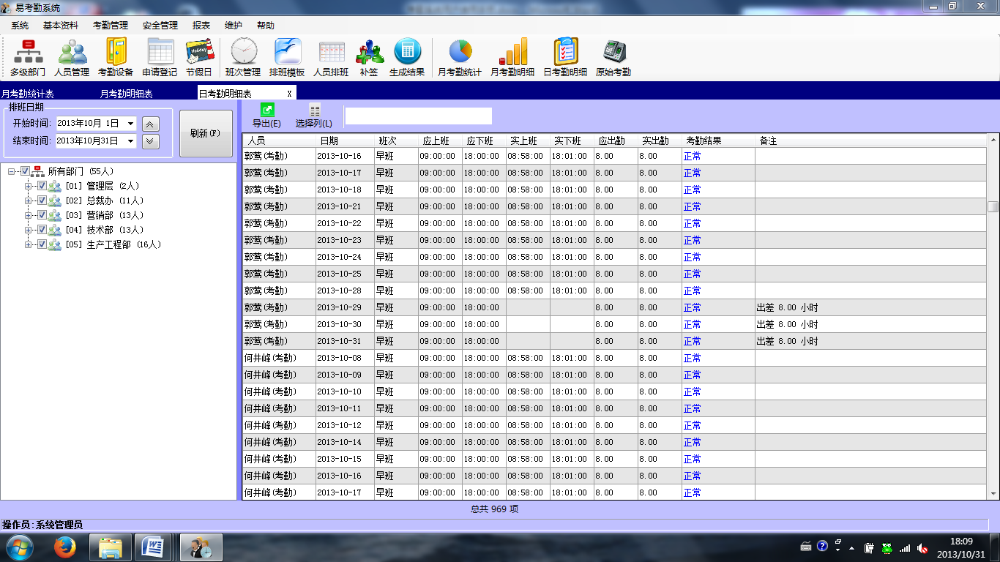 易考勤系统
系统 基本资料 考勤管理 安全管理 报表 维护 帮助
多级部门 人员管理 考勤设备 申请登记 节假日 班次管理 排班模板 人员排班 补签 生成结果 月考勤统计 月考勤明细 日考勤明细 原始考勤
Holiday
月考勤统计表 月考勤明细表 日考勤明细表 x
排班日期
开始时间: 2013年10月 1日
结束时间: 2013年10月31日
刷新(F)
导出(E) 选择列(L)
所有部门 (55人)
[01] 管理层 (2人)
[02] 总裁办 (11人)
[03] 营销部 (13人)
[04] 技术部 (13人)
[05] 生产工程部 (16人)
人员 日期 班次 应上班 应下班 实上班 实下班 应出勤 实出勤 考勤结果 备注
郭莺(考勤) 2013-10-16 早班 09:00:00 18:00:00 08:58:00 18:01:00 8.00 8.00 正常
郭莺(考勤) 2013-10-17 早班 09:00:00 18:00:00 08:58:00 18:01:00 8.00 8.00 正常
郭莺(考勤) 2013-10-18 早班 09:00:00 18:00:00 08:58:00 18:01:00 8.00 8.00 正常
郭莺(考勤) 2013-10-21 早班 09:00:00 18:00:00 08:58:00 18:01:00 8.00 8.00 正常
郭莺(考勤) 2013-10-22 早班 09:00:00 18:00:00 08:58:00 18:01:00 8.00 8.00 正常
郭莺(考勤) 2013-10-23 早班 09:00:00 18:00:00 08:58:00 18:01:00 8.00 8.00 正常
郭莺(考勤) 2013-10-24 早班 09:00:00 18:00:00 08:58:00 18:01:00 8.00 8.00 正常
郭莺(考勤) 2013-10-25 早班 09:00:00 18:00:00 08:58:00 18:01:00 8.00 8.00 正常
郭莺(考勤) 2013-10-28 早班 09:00:00 18:00:00 08:58:00 18:01:00 8.00 8.00 正常
郭莺(考勤) 2013-10-29 早班 09:00:00 18:00:00 8.00 8.00 正常 出差 8.00 小时
郭莺(考勤) 2013-10-30 早班 09:00:00 18:00:00 8.00 8.00 正常 出差 8.00 小时
郭莺(考勤) 2013-10-31 早班 09:00:00 18:00:00 8.00 8.00 正常 出差 8.00 小时
何井峰(考勤) 2013-10-08 早班 09:00:00 18:00:00 08:58:00 18:01:00 8.00 8.00 正常
何井峰(考勤) 2013-10-09 早班 09:00:00 18:00:00 08:58:00 18:01:00 8.00 8.00 正常
何井峰(考勤) 2013-10-10 早班 09:00:00 18:00:00 08:58:00 18:01:00 8.00 8.00 正常
何井峰(考勤) 2013-10-11 早班 09:00:00 18:00:00 08:58:00 18:01:00 8.00 8.00 正常
何井峰(考勤) 2013-10-12 早班 09:00:00 18:00:00 08:58:00 18:01:00 8.00 8.00 正常
何井峰(考勤) 2013-10-14 早班 09:00:00 18:00:00 08:58:00 18:01:00 8.00 8.00 正常
何井峰(考勤) 2013-10-15 早班 09:00:00 18:00:00 08:58:00 18:01:00 8.00 8.00 正常
何井峰(考勤) 2013-10-16 早班 09:00:00 18:00:00 08:58:00 18:01:00 8.00 8.00 正常
何井峰(考勤) 2013-10-17 早班 09:00:00 18:00:00 08:58:00 18:01:00 8.00 8.00 正常
总共 969 项
操作员:系统管理员
18:09
2013/10/31